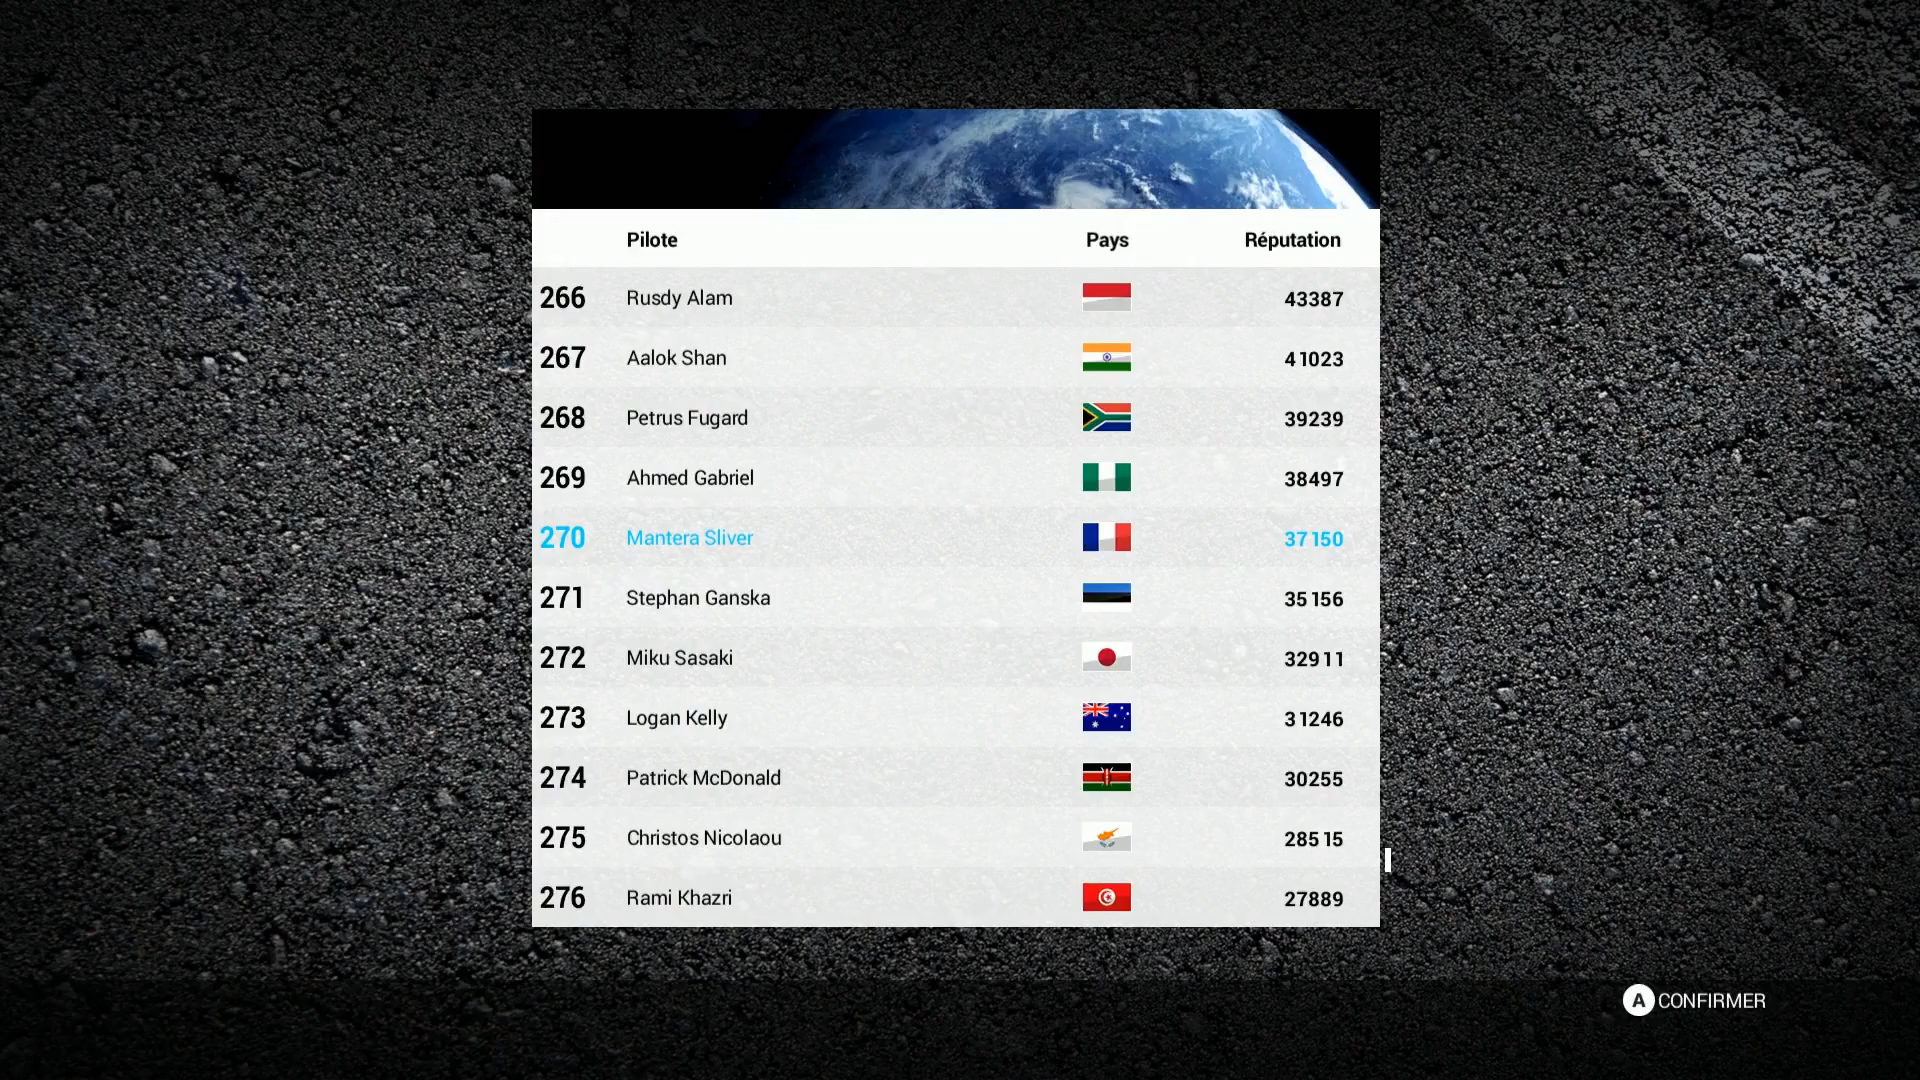 Pilote Pays Réputation
266 Rusdy Alam 43387
267 Aalok Shan 41023
268 Petrus Fugard 39239
269 Ahmed Gabriel 38497
270 Mantera Sliver 37150
271 Stephan Ganska 35156
272 Miku Sasaki 32911
273 Logan Kelly 31246
274 Patrick McDonald 30255
275 Christos Nicolaou 28515
276 Rami Khazri 27889
A CONFIRMER